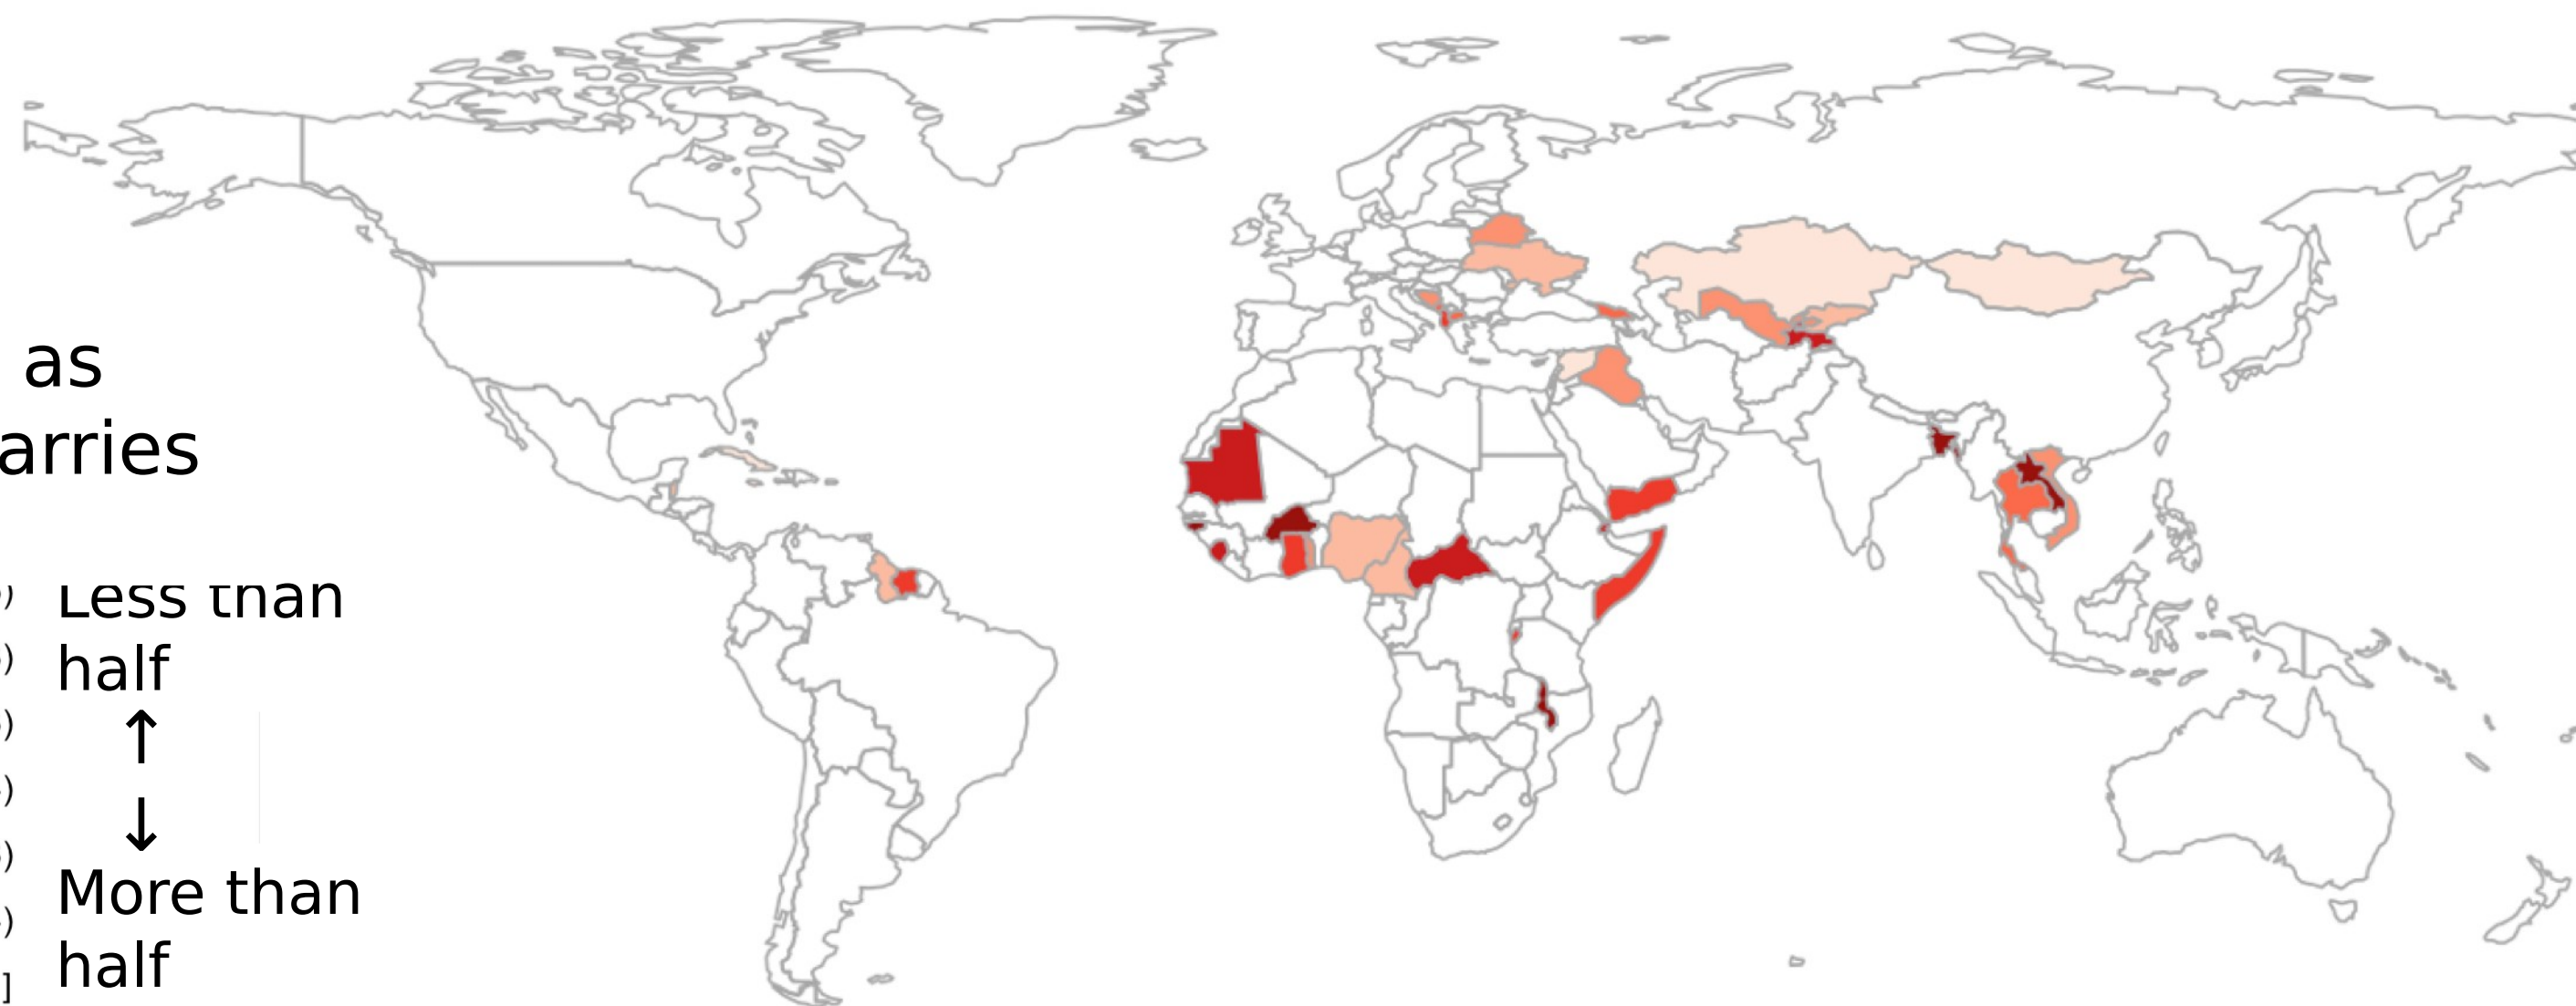 as
arries
) Less than
) half
) ↑
) ↓
) More than
)
] half